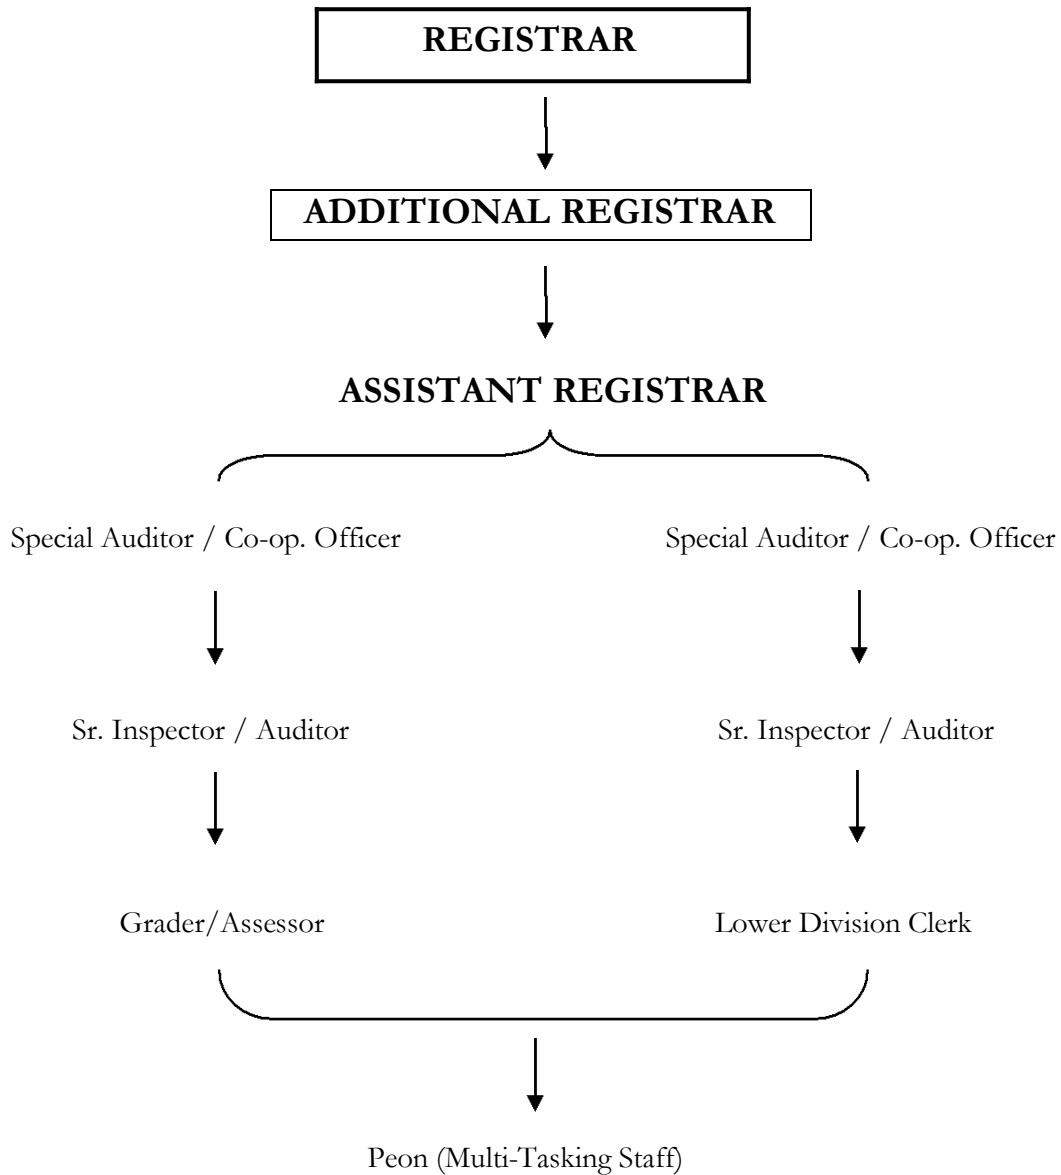 REGISTRAR
ADDITIONAL REGISTRAR
ASSISTANT REGISTRAR
Special Auditor / Co-op. Officer
Special Auditor / Co-op. Officer
Sr. Inspector / Auditor
Sr. Inspector / Auditor
Grader/Assessor
Lower Division Clerk
Peon (Multi-Tasking Staff)